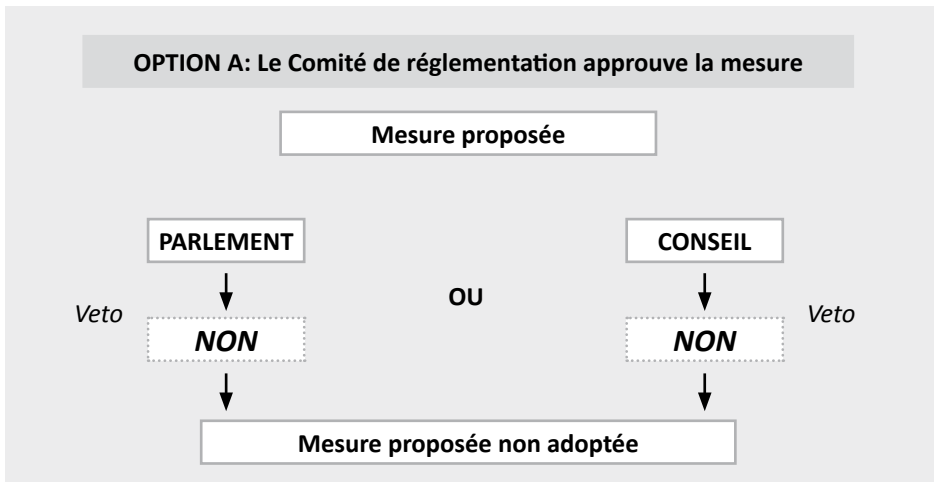 OPTION A: Le Comité de réglementation approuve la mesure
Mesure proposée
PARLEMENT
CONSEIL
OU
Veto
NON
NON
Veto
Mesure proposée non adoptée